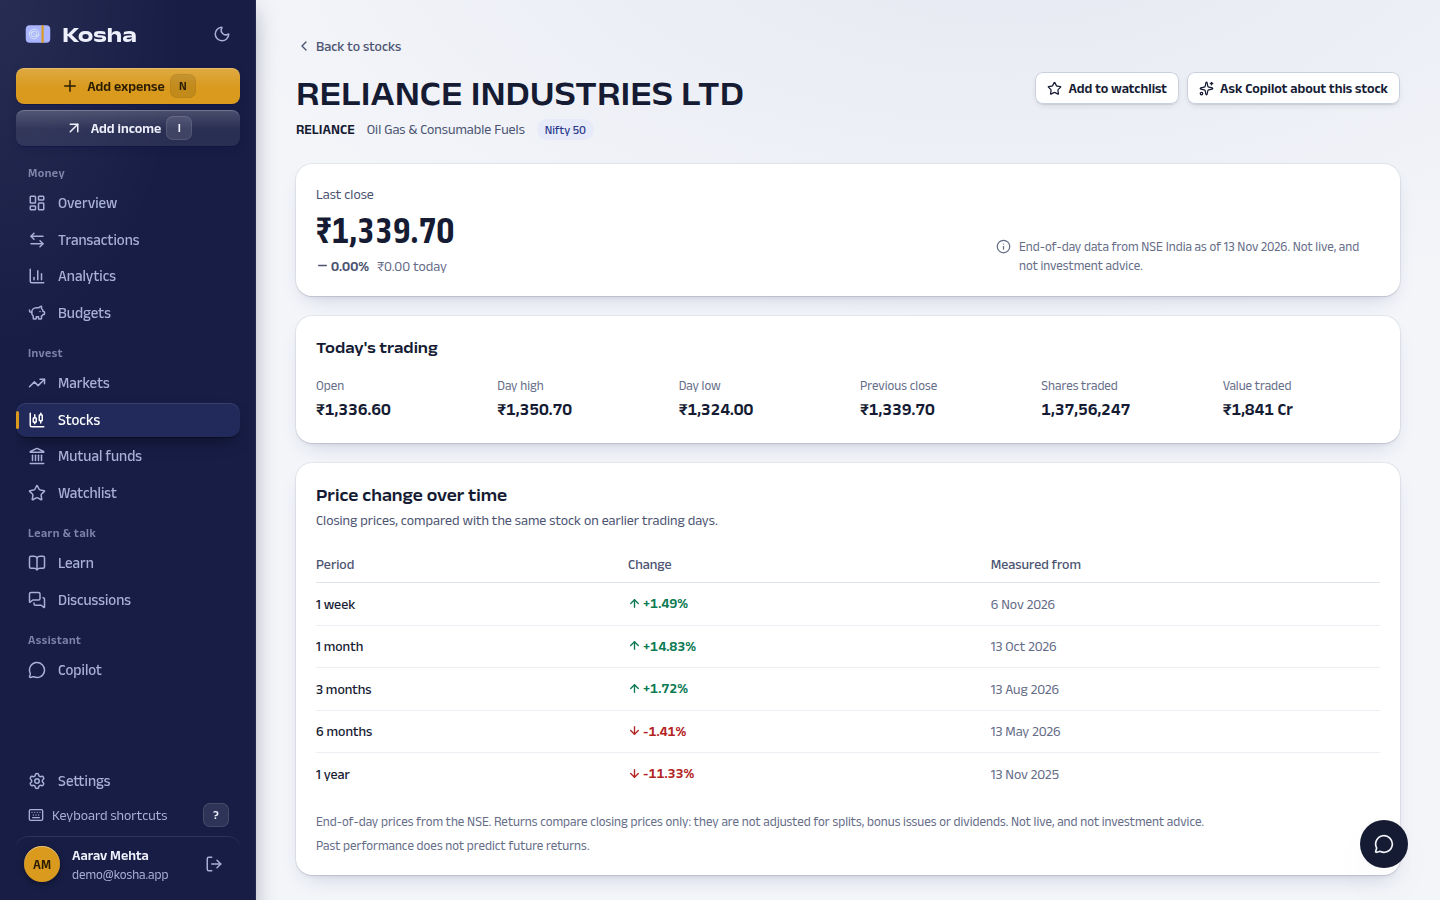 Kosha
Add expense N
Add income I
Money
Overview
Transactions
Analytics
Budgets
Invest
Markets
Stocks
Mutual funds
Watchlist
Learn & talk
Learn
Discussions
Assistant
Copilot
Settings
Keyboard shortcuts ?
AM
Aarav Mehta
demo@kosha.app
Back to stocks
RELIANCE INDUSTRIES LTD
Add to watchlist
Ask Copilot about this stock
RELIANCE Oil Gas & Consumable Fuels Nifty 50
Last close
₹1,339.70
0.00% ₹0.00 today
End-of-day data from NSE India as of 13 Nov 2026. Not live, and
not investment advice.
Today's trading
Open Day high Day low Previous close Shares traded Value traded
₹1,336.60 ₹1,350.70 ₹1,324.00 ₹1,339.70 1,37,56,247 ₹1,841 Cr
Price change over time
Closing prices, compared with the same stock on earlier trading days.
Period Change Measured from
1 week +1.49% 6 Nov 2026
1 month +14.83% 13 Oct 2026
3 months +1.72% 13 Aug 2026
6 months -1.41% 13 May 2026
1 year -11.33% 13 Nov 2025
End-of-day prices from the NSE. Returns compare closing prices only: they are not adjusted for splits, bonus issues or dividends. Not live, and not investment advice.
Past performance does not predict future returns.